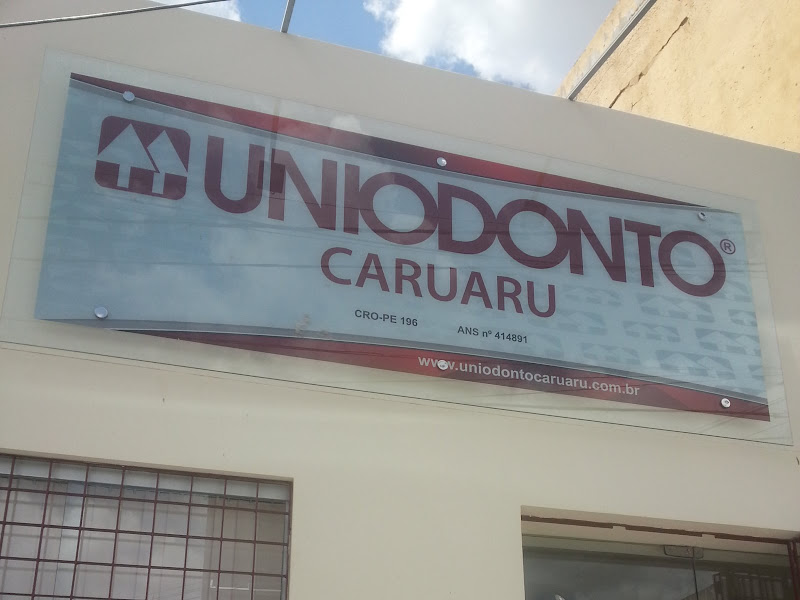 UNIODONTO®
CARUARU
CRO-PE 196 ANS nº 414891
www.uniodontocaruaru.com.br